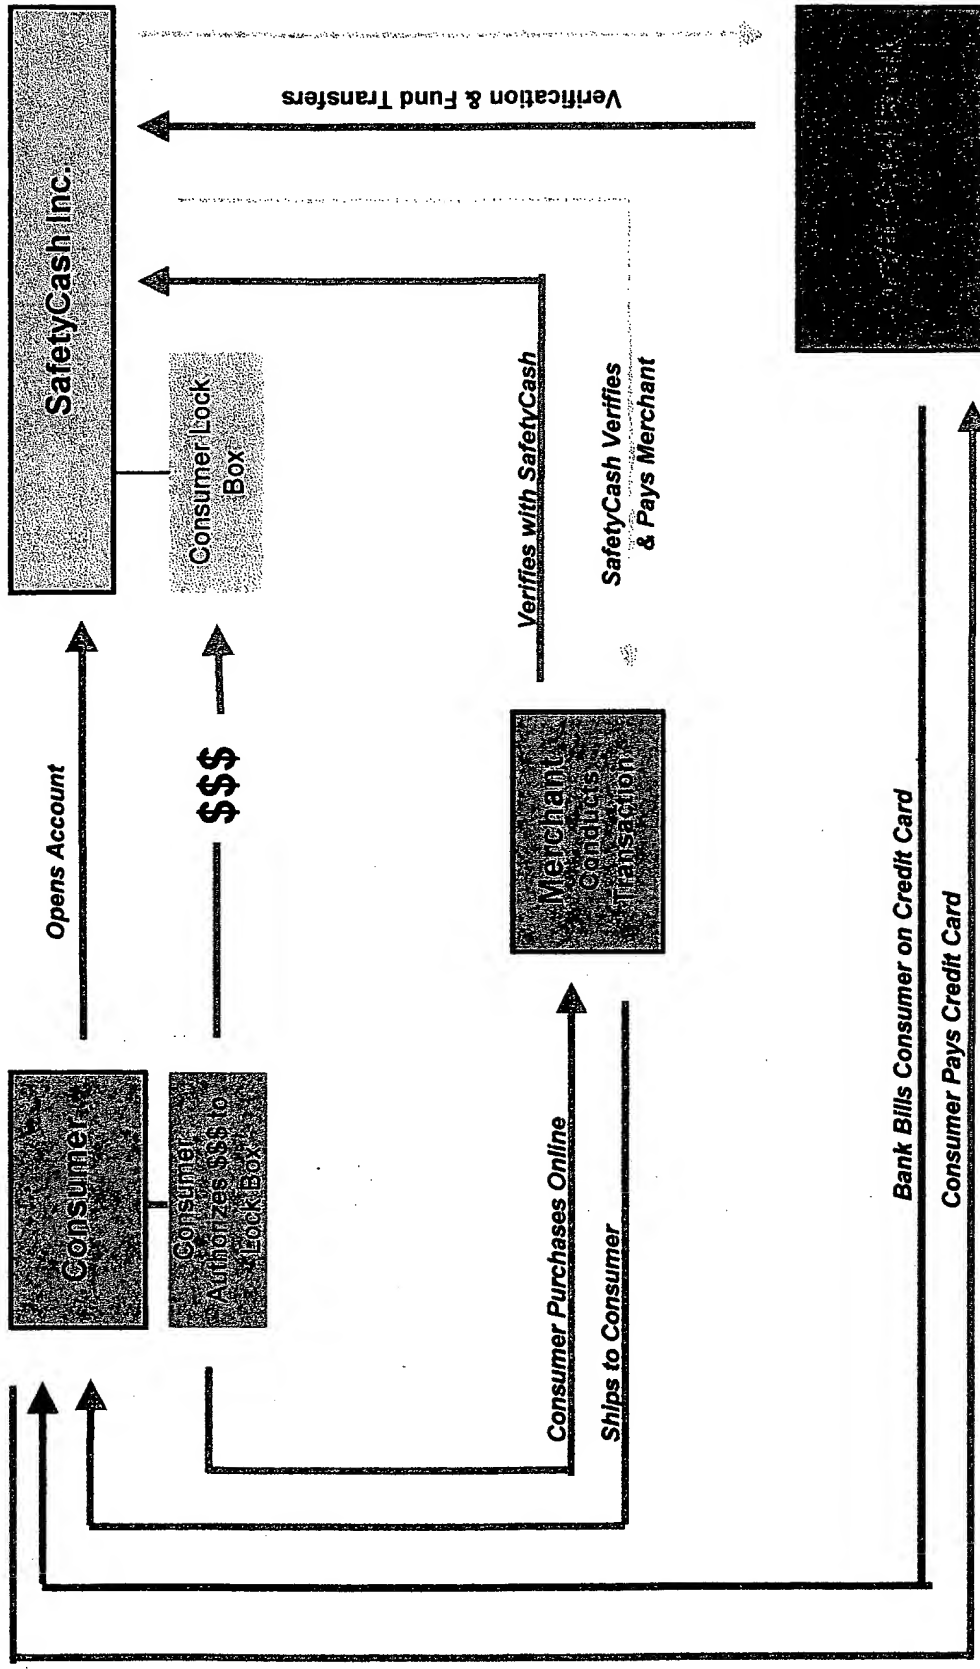 Consumer
Consumer
Authorizes $$$ to
Lock Box
Opens Account
$$$
SafetyCash Inc.
Consumer Lock
Box
Consumer Purchases Online
Ships to Consumer
Merchant
Conducts
Transaction
Verifies with SafetyCash
SafetyCash Verifies
& Pays Merchant
Verification & Fund Transfers
Bank Bills Consumer on Credit Card
Consumer Pays Credit Card